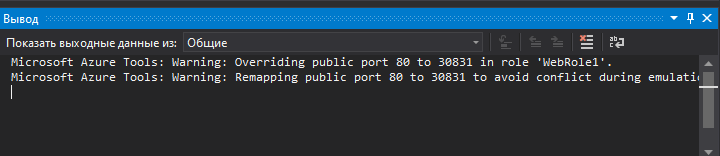 Вывод
Показать выходные данные из: Общие
Microsoft Azure Tools: Warning: Overriding public port 80 to 30831 in role 'WebRole1'.
Microsoft Azure Tools: Warning: Remapping public port 80 to 30831 to avoid conflict during emulatio